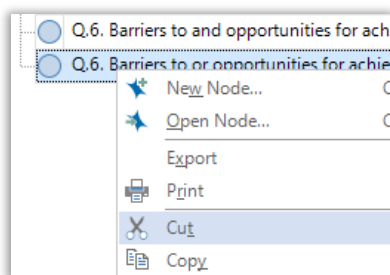 Q.6. Barriers to and opportunities for ach
Q.6. Barriers to or opportunities for achie
New Node...
Open Node...
Export
Print
Cut
Copy